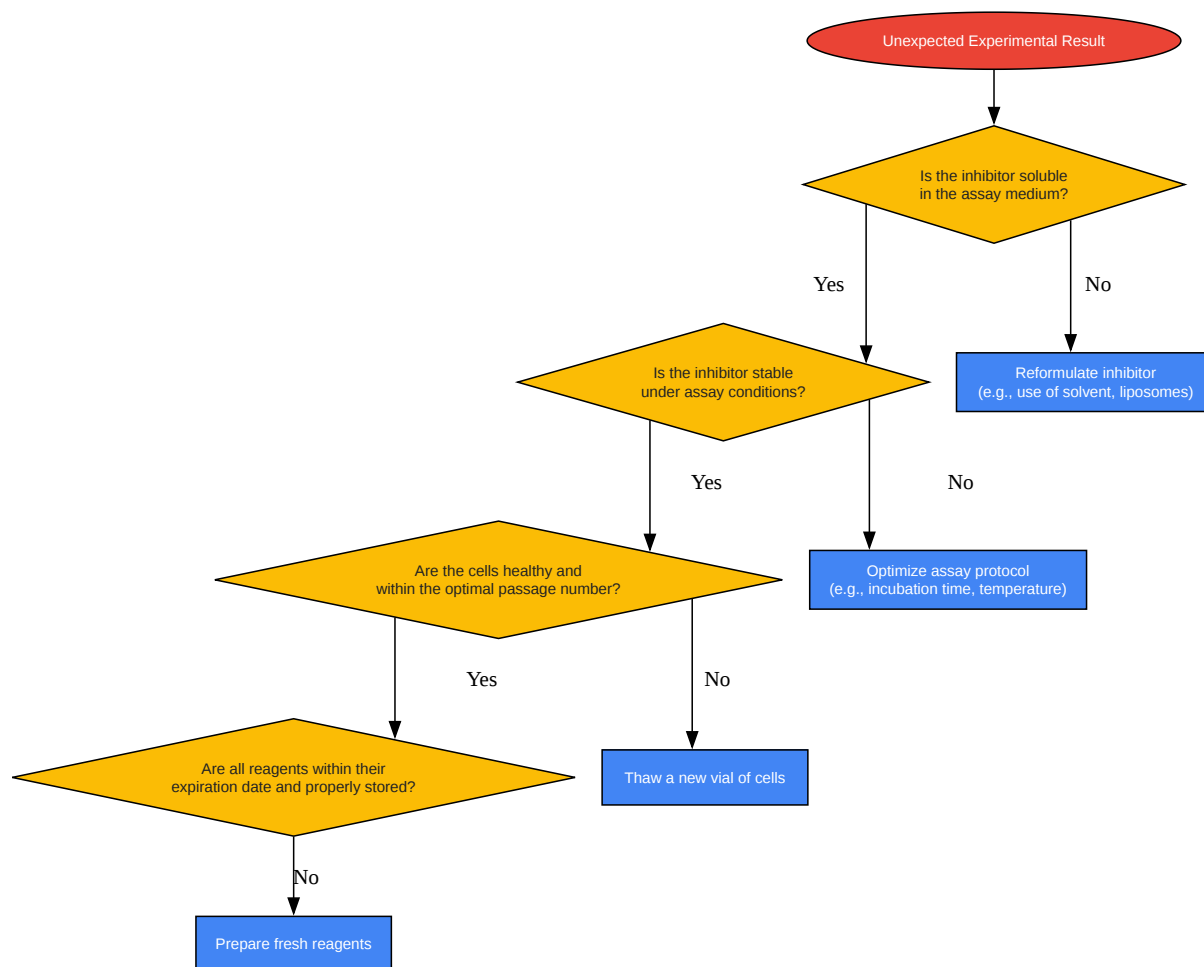 Unexpected Experimental Result
Is the inhibitor soluble
in the assay medium?
Yes
No
Reformulate inhibitor
(e.g., use of solvent, liposomes)
Is the inhibitor stable
under assay conditions?
Yes
No
Optimize assay protocol
(e.g., incubation time, temperature)
Are the cells healthy and
within the optimal passage number?
Yes
No
Thaw a new vial of cells
Are all reagents within their
expiration date and properly stored?
No
Prepare fresh reagents